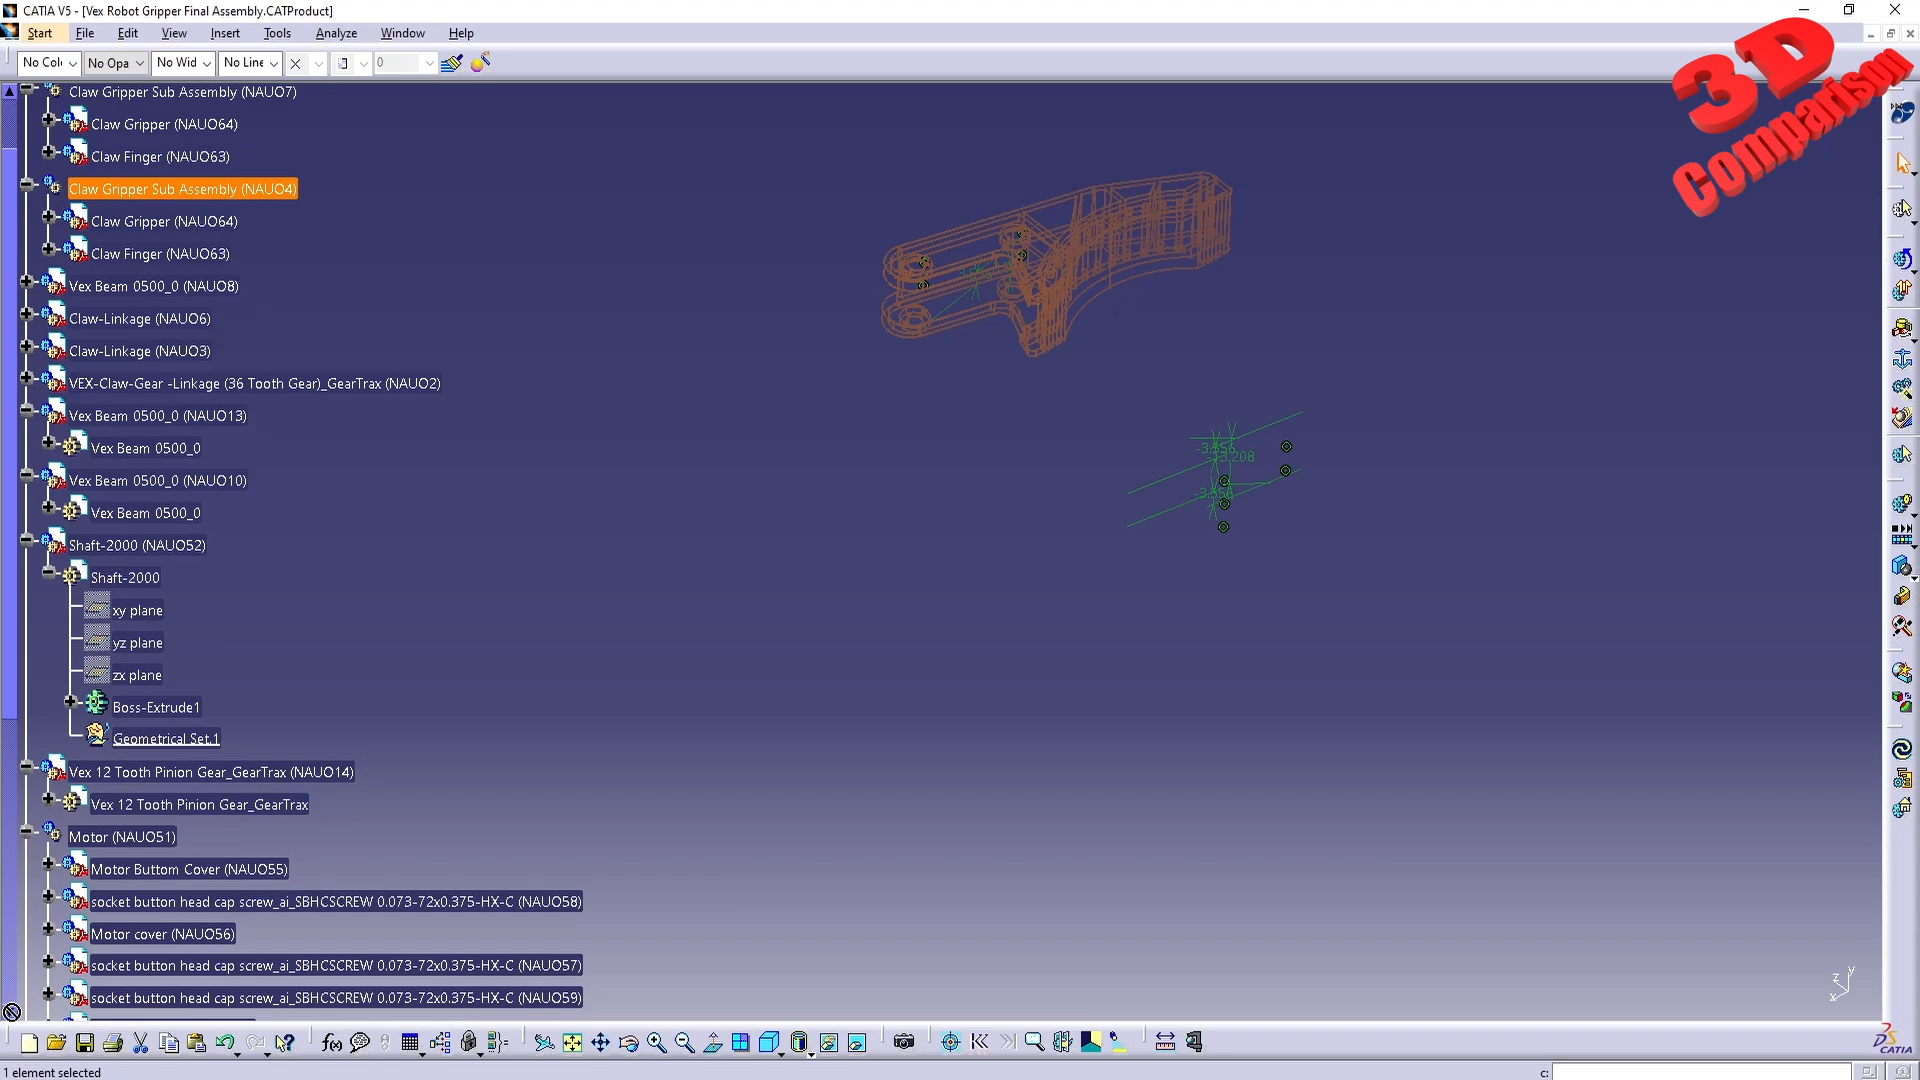 CATIA V5 - [Vex Robot Gripper Final Assembly.CATProduct]
Start File Edit View Insert Tools Analyze Window Help
No Col No Opa No Wid No Line 0
3D
Comparison
Claw Gripper Sub Assembly (NAUO7)
Claw Gripper (NAUO64)
Claw Finger (NAUO63)
Claw Gripper Sub Assembly (NAUO4)
Claw Gripper (NAUO64)
Claw Finger (NAUO63)
Vex Beam 0500_0 (NAUO8)
Claw-Linkage (NAUO6)
Claw-Linkage (NAUO3)
VEX-Claw-Gear -Linkage (36 Tooth Gear)_GearTrax (NAUO2)
Vex Beam 0500_0 (NAUO13)
Vex Beam 0500_0
Vex Beam 0500_0 (NAUO10)
Vex Beam 0500_0
Shaft-2000 (NAUO52)
Shaft-2000
xy plane
yz plane
zx plane
Boss-Extrude1
Geometrical Set.1
Vex 12 Tooth Pinion Gear_GearTrax (NAUO14)
Vex 12 Tooth Pinion Gear_GearTrax
Motor (NAUO51)
Motor Buttom Cover (NAUO55)
socket button head cap screw_ai_SBHCSCREW 0.073-72x0.375-HX-C (NAUO58)
Motor cover (NAUO56)
socket button head cap screw_ai_SBHCSCREW 0.073-72x0.375-HX-C (NAUO57)
socket button head cap screw_ai_SBHCSCREW 0.073-72x0.375-HX-C (NAUO59)
z y
x
f(x)
CATIA
1 element selected
c: